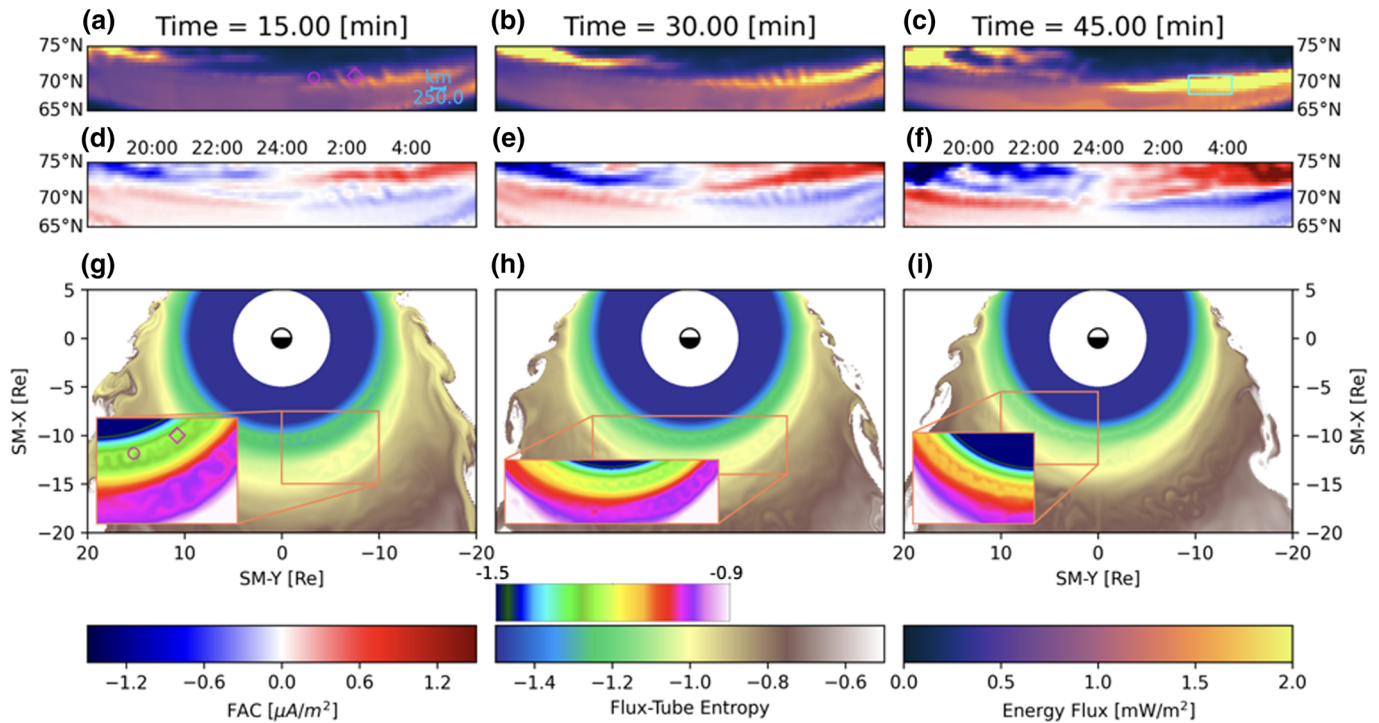 (a) Time = 15.00 [min] (b) Time = 30.00 [min] (c) Time = 45.00 [min]
75°N 75°N
70°N km 70°N
65°N 250.0 65°N
(d) 20:00 22:00 24:00 2:00 4:00 (e) (f) 20:00 22:00 24:00 2:00 4:00
75°N 75°N
70°N 70°N
65°N 65°N
(g) (h) (i)
5 5
0 0
−5 −5
−10 −10
−15 −15
−20 −20
SM-X [Re] SM-X [Re]
20 10 0 −10 −20 20 10 0 −10 −20
SM-Y [Re] SM-Y [Re]
-1.5 -0.9
−1.2 −0.6 0.0 0.6 1.2 −1.4 −1.2 −1.0 −0.8 −0.6 0.0 0.5 1.0 1.5 2.0
FAC [μA/m²] Flux-Tube Entropy Energy Flux [mW/m²]